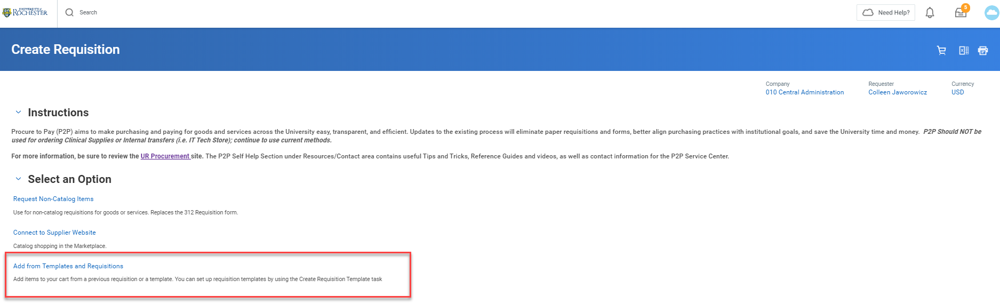 UNIVERSITY of
ROCHESTER
Search
Need Help?
5
Create Requisition
Company
Requester
Currency
010 Central Administration
Colleen Jaworowicz
USD
Instructions
Procure to Pay (P2P) aims to make purchasing and paying for goods and services across the University easy, transparent, and efficient. Updates to the existing process will eliminate paper requisitions and forms, better align purchasing practices with institutional goals, and save the University time and money. P2P Should NOT be
used for ordering Clinical Supplies or Internal transfers (i.e. IT Tech Store); continue to use current methods.
For more information, be sure to review the UR Procurement site. The P2P Self Help Section under Resources/Contact area contains useful Tips and Tricks, Reference Guides and videos, as well as contact information for the P2P Service Center.
Select an Option
Request Non-Catalog Items
Use for non-catalog requisitions for goods or services. Replaces the 312 Requisition form.
Connect to Supplier Website
Catalog shopping in the Marketplace.
Add from Templates and Requisitions
Add items to your cart from a previous requisition or a template. You can set up requisition templates by using the Create Requisition Template task